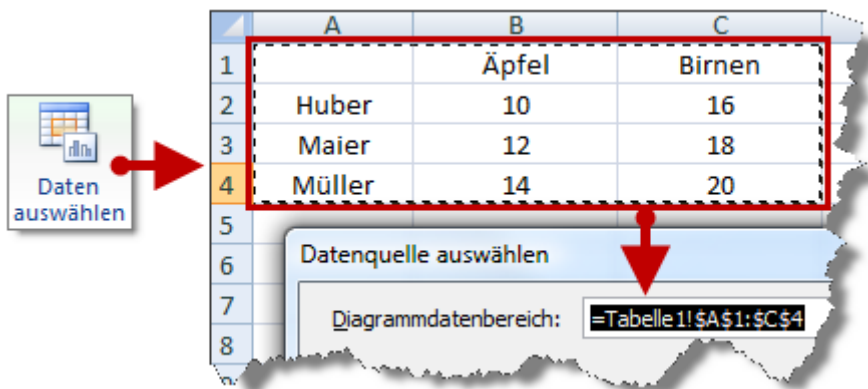 A B C
1 Äpfel Birnen
2 Huber 10 16
3 Maier 12 18
4 Müller 14 20
Daten
auswählen
5
6 Datenquelle auswählen
7 Diagrammdatenbereich: =Tabelle1!$A$1:$C$4
8